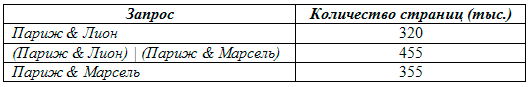 Запрос Количество страниц (тыс.)
Париж & Лион 320
(Париж & Лион) | (Париж & Марсель) 455
Париж & Марсель 355